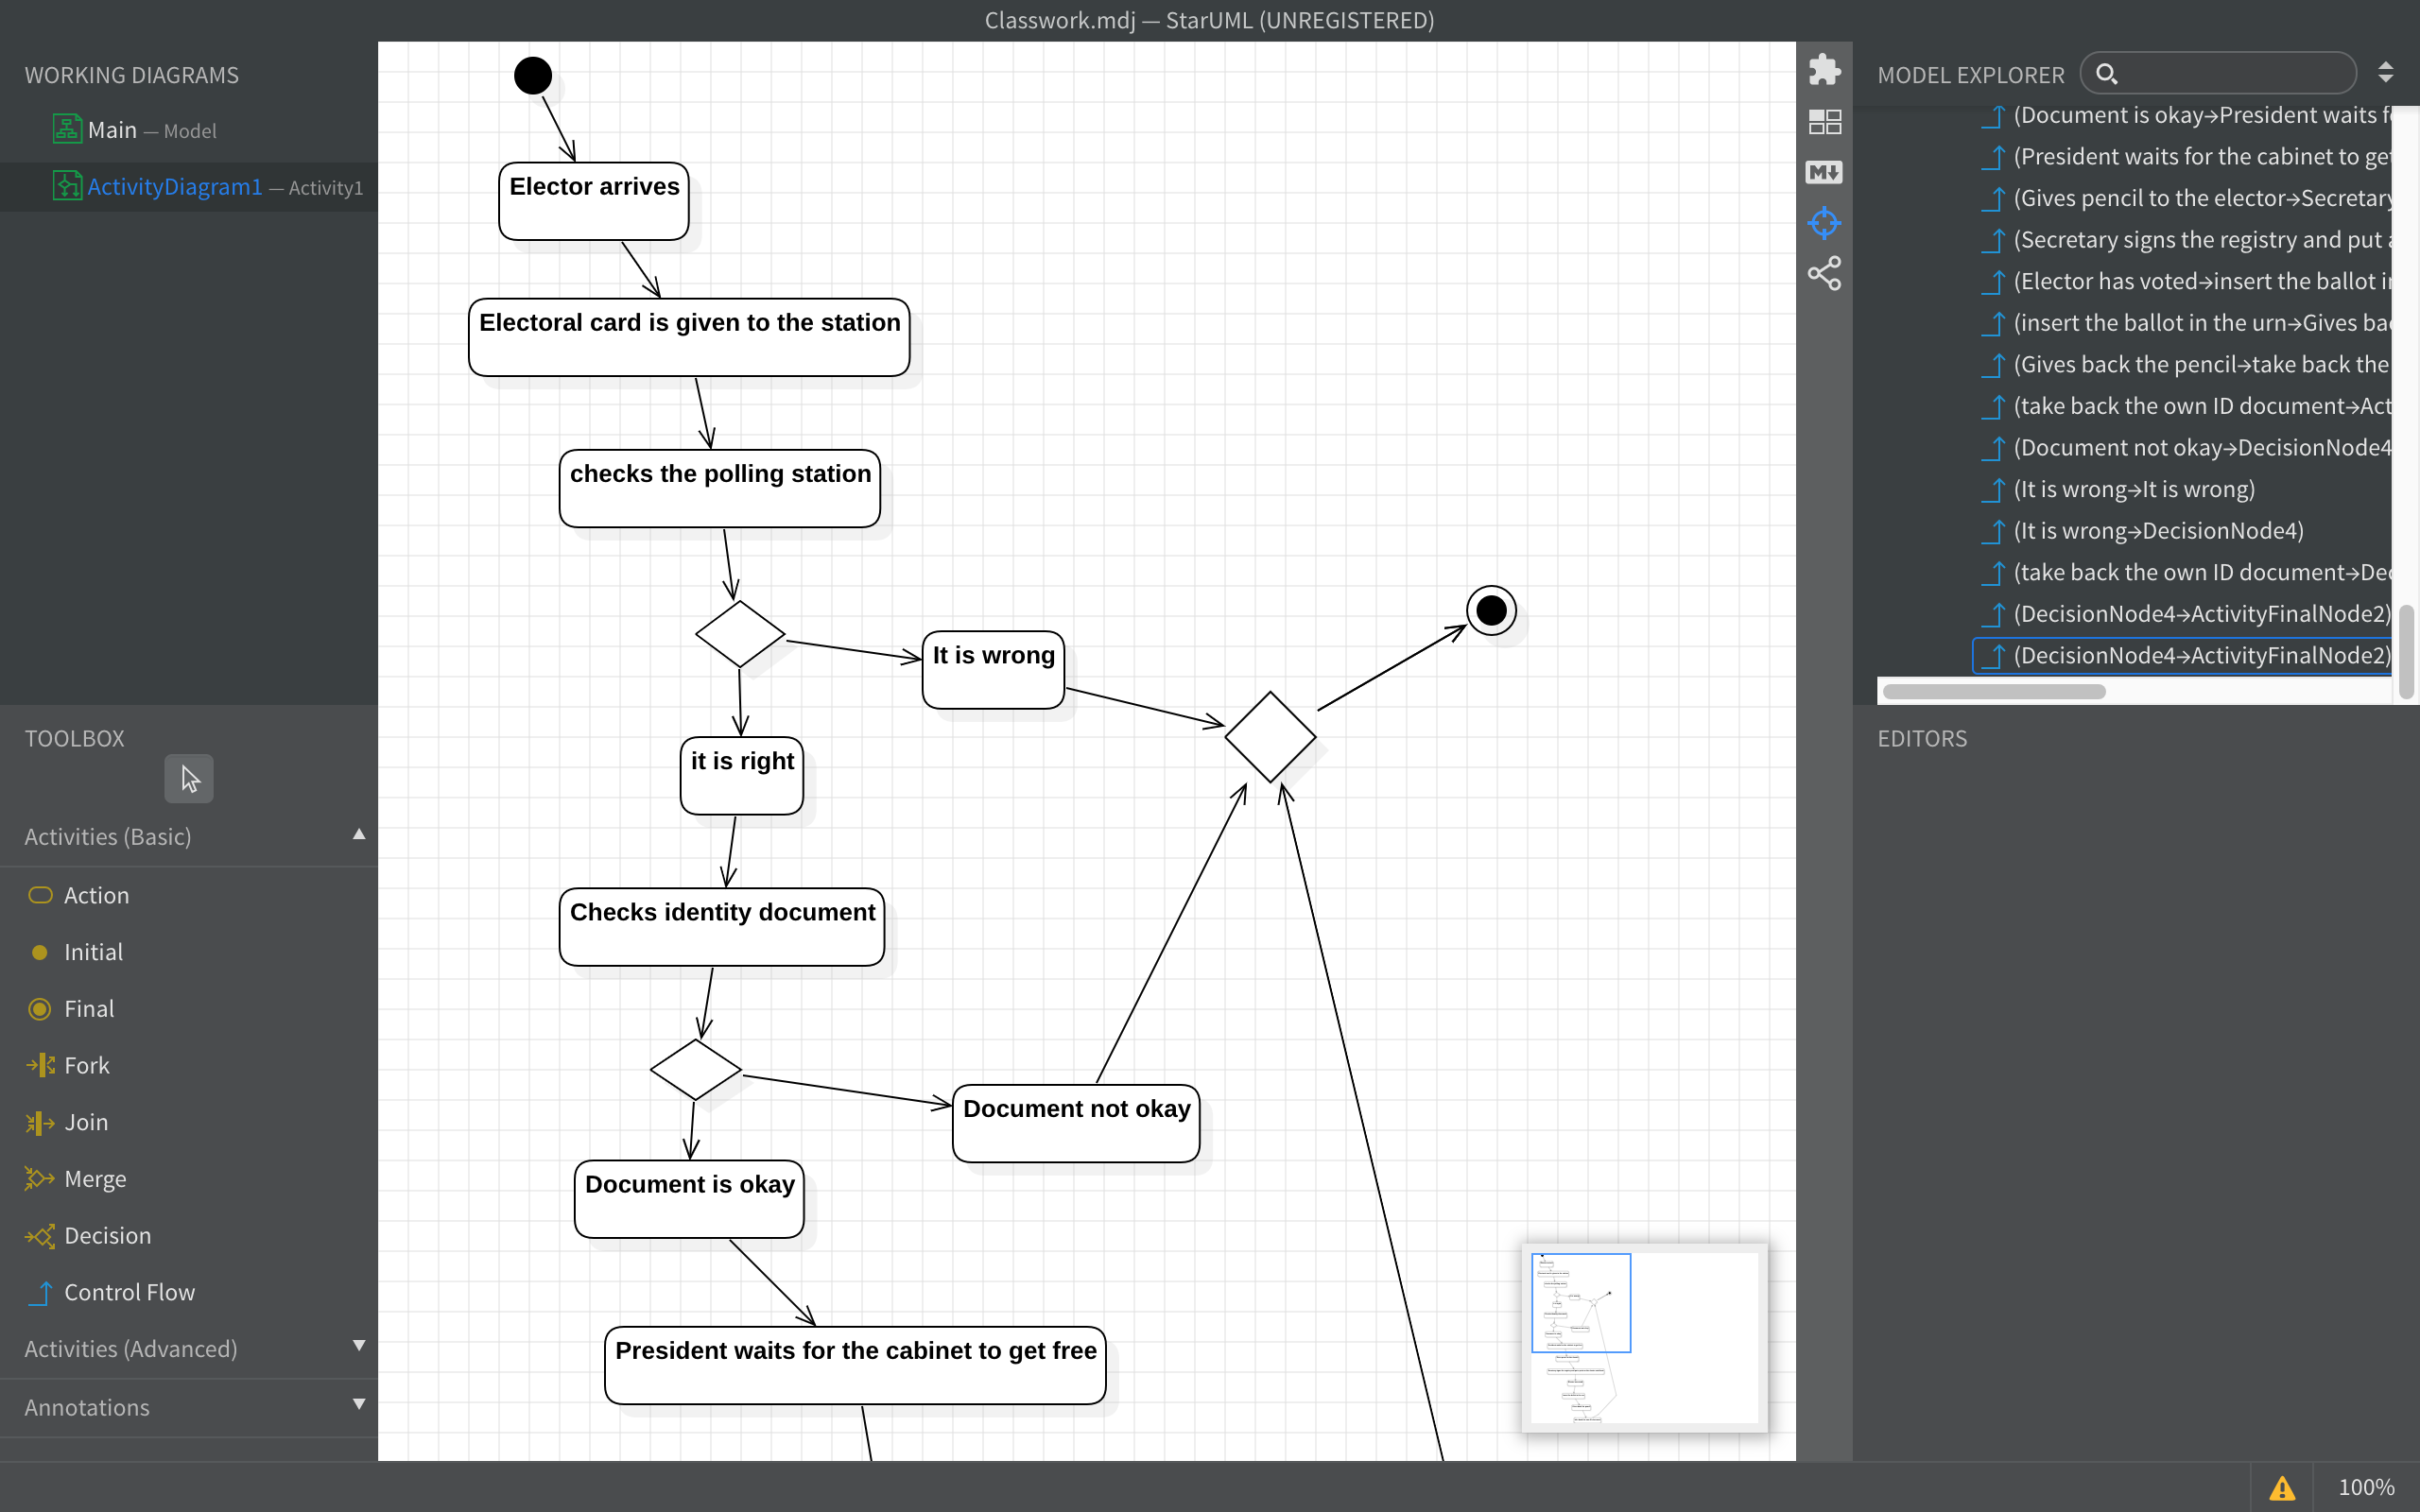 Classwork.mdj — StarUML (UNREGISTERED)
WORKING DIAGRAMS
Main — Model
ActivityDiagram1 — Activity1
TOOLBOX
Activities (Basic)
Action
Initial
Final
Fork
Join
Merge
Decision
Control Flow
Activities (Advanced)
Annotations
Elector arrives
Electoral card is given to the station
checks the polling station
It is wrong
it is right
Checks identity document
Document not okay
Document is okay
President waits for the cabinet to get free
MODEL EXPLORER
(Document is okay→President waits f
(President waits for the cabinet to get
(Gives pencil to the elector→Secretary
(Secretary signs the registry and put a
(Elector has voted→insert the ballot i
(insert the ballot in the urn→Gives bac
(Gives back the pencil→take back the
(take back the own ID document→Act
(Document not okay→DecisionNode4
(It is wrong→It is wrong)
(It is wrong→DecisionNode4)
(take back the own ID document→Dec
(DecisionNode4→ActivityFinalNode2)
(DecisionNode4→ActivityFinalNode2)
EDITORS
100%